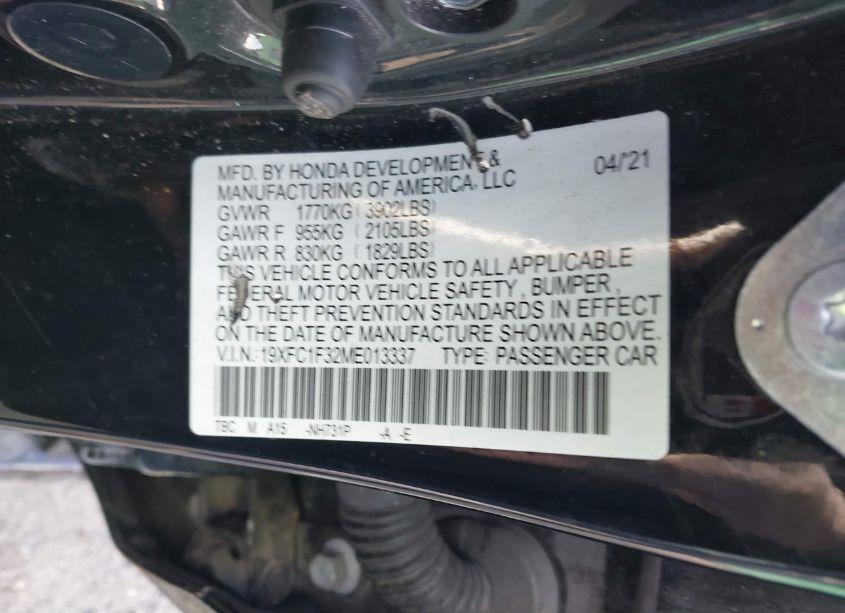 MFD. BY HONDA DEVELOPMENT &
MANUFACTURING OF AMERICA, LLC 04/'21
GVWR 1770KG ( 3902LBS)
GAWR F 955KG ( 2105LBS)
GAWR R 830KG ( 1829LBS)
THIS VEHICLE CONFORMS TO ALL APPLICABLE
FEDERAL MOTOR VEHICLE SAFETY , BUMPER ,
AND THEFT PREVENTION STANDARDS IN EFFECT
ON THE DATE OF MANUFACTURE SHOWN ABOVE.
V.I.N.:19XFC1F32ME013337 TYPE: PASSENGER CAR
TBC M A15 -NH731P -A -E